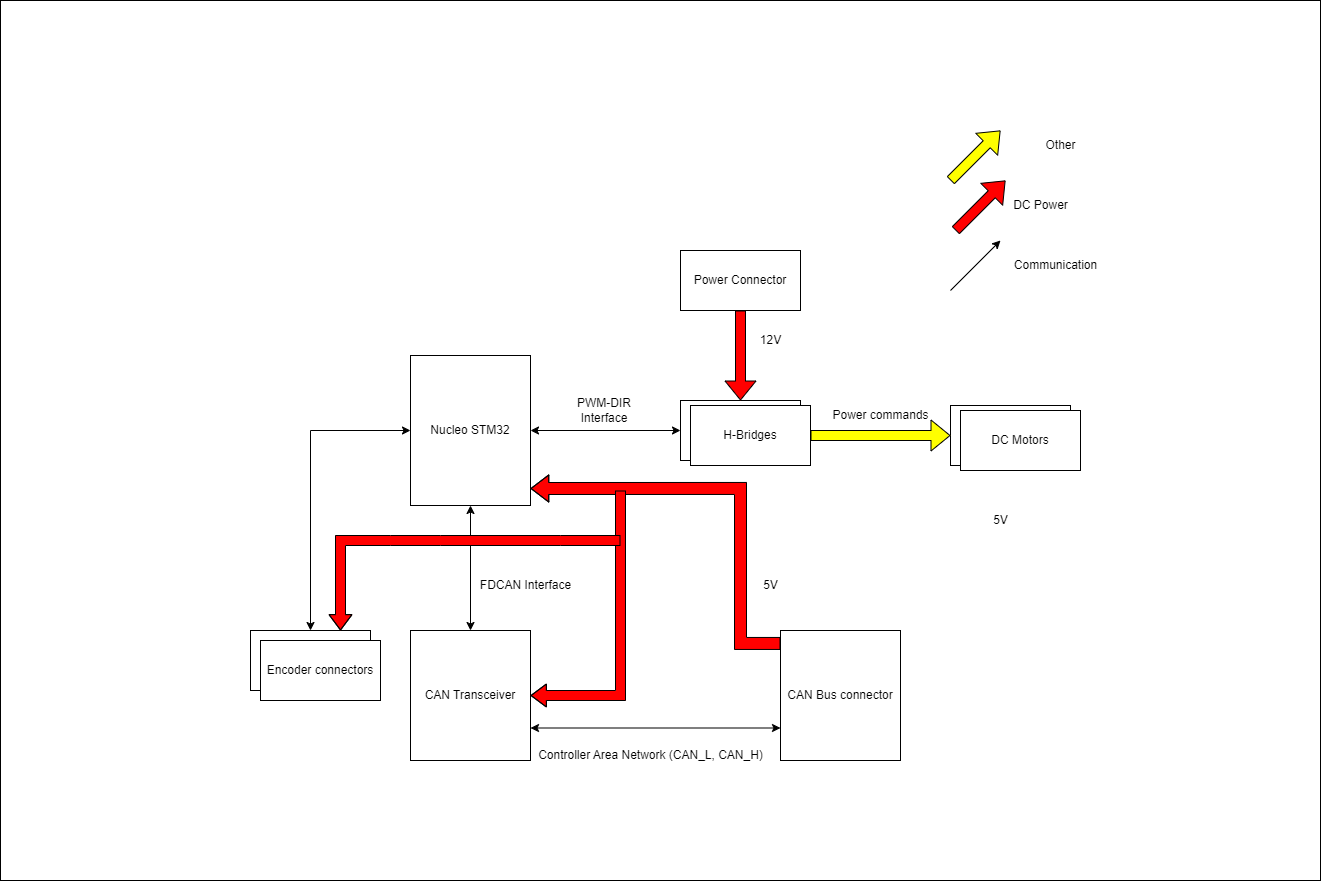 Other
DC Power
Communication
Power Connector
12V
PWM-DIR
Interface
Nucleo STM32
H-Bridges
Power commands
DC Motors
5V
FDCAN Interface
5V
Encoder connectors
CAN Transceiver
CAN Bus connector
Controller Area Network (CAN_L, CAN_H)